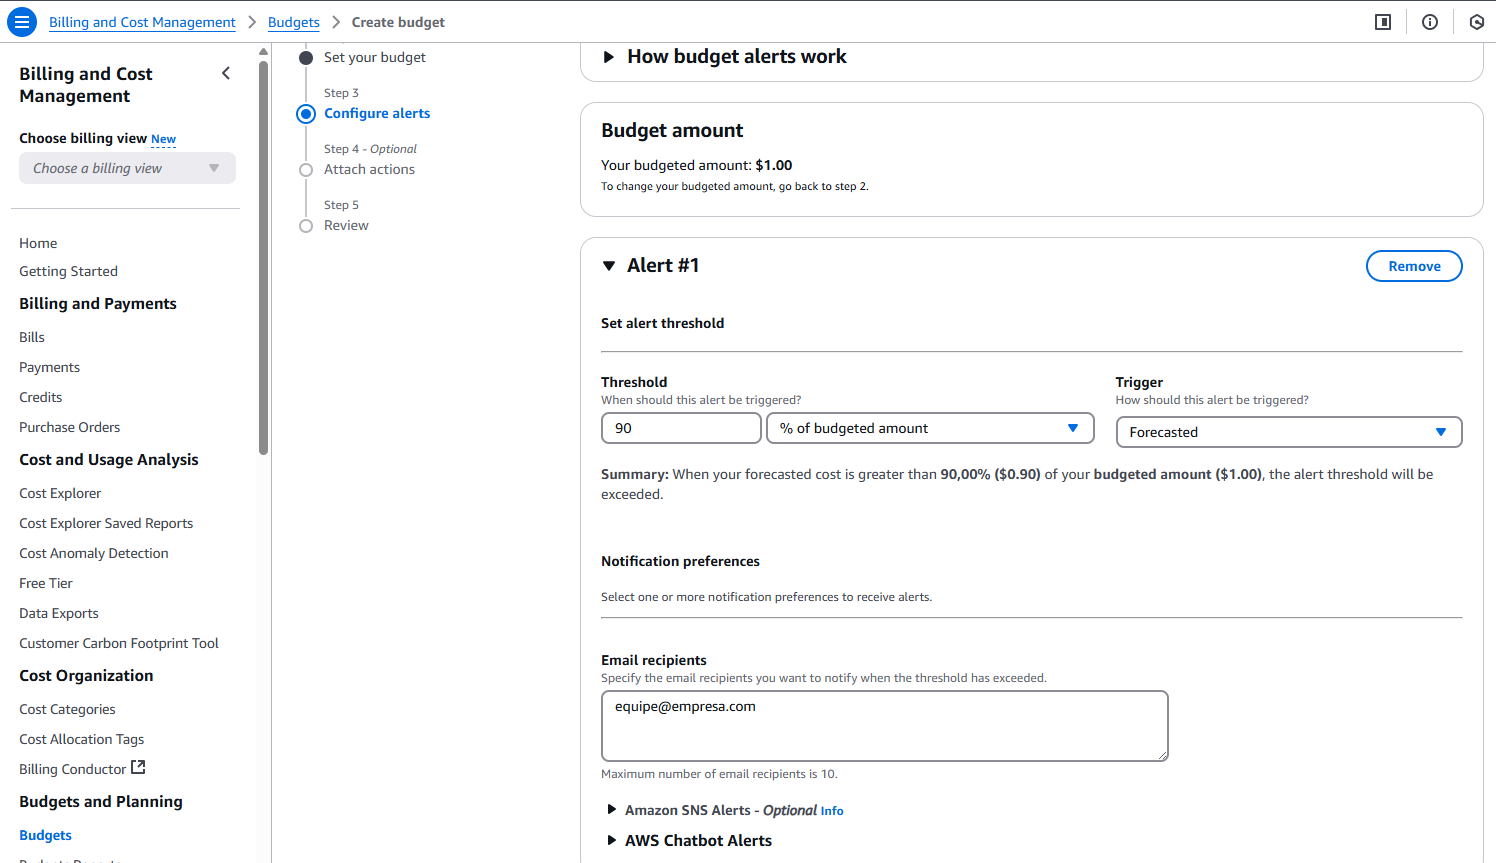 Billing and Cost Management
Budgets
Create budget
Billing and Cost
Management
Choose billing view New
Choose a billing view
Home
Getting Started
Billing and Payments
Bills
Payments
Credits
Purchase Orders
Cost and Usage Analysis
Cost Explorer
Cost Explorer Saved Reports
Cost Anomaly Detection
Free Tier
Data Exports
Customer Carbon Footprint Tool
Cost Organization
Cost Categories
Cost Allocation Tags
Billing Conductor
Budgets and Planning
Budgets
Set your budget
Step 3
Configure alerts
Step 4 - Optional
Attach actions
Step 5
Review
How budget alerts work
Budget amount
Your budgeted amount: $1.00
To change your budgeted amount, go back to step 2.
Alert #1
Remove
Set alert threshold
Threshold
When should this alert be triggered?
90
% of budgeted amount
Trigger
How should this alert be triggered?
Forecasted
Summary: When your forecasted cost is greater than 90,00% ($0.90) of your budgeted amount ($1.00), the alert threshold will be
exceeded.
Notification preferences
Select one or more notification preferences to receive alerts.
Email recipients
Specify the email recipients you want to notify when the threshold has exceeded.
equipe@empresa.com
Maximum number of email recipients is 10.
Amazon SNS Alerts - Optional Info
AWS Chatbot Alerts